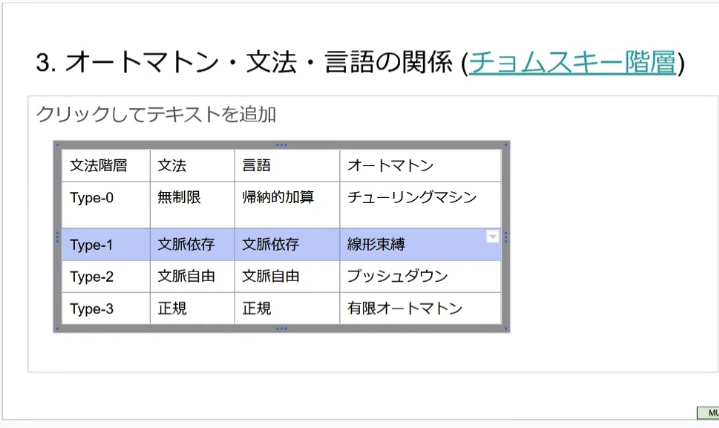 3. オートマトン・文法・言語の関係 (チョムスキー階層)
クリックしてテキストを追加
文法階層 文法 言語 オートマトン
Type-0 無制限 帰納的加算 チューリングマシン
Type-1 文脈依存 文脈依存 線形束縛
Type-2 文脈自由 文脈自由 プッシュダウン
Type-3 正規 正規 有限オートマトン